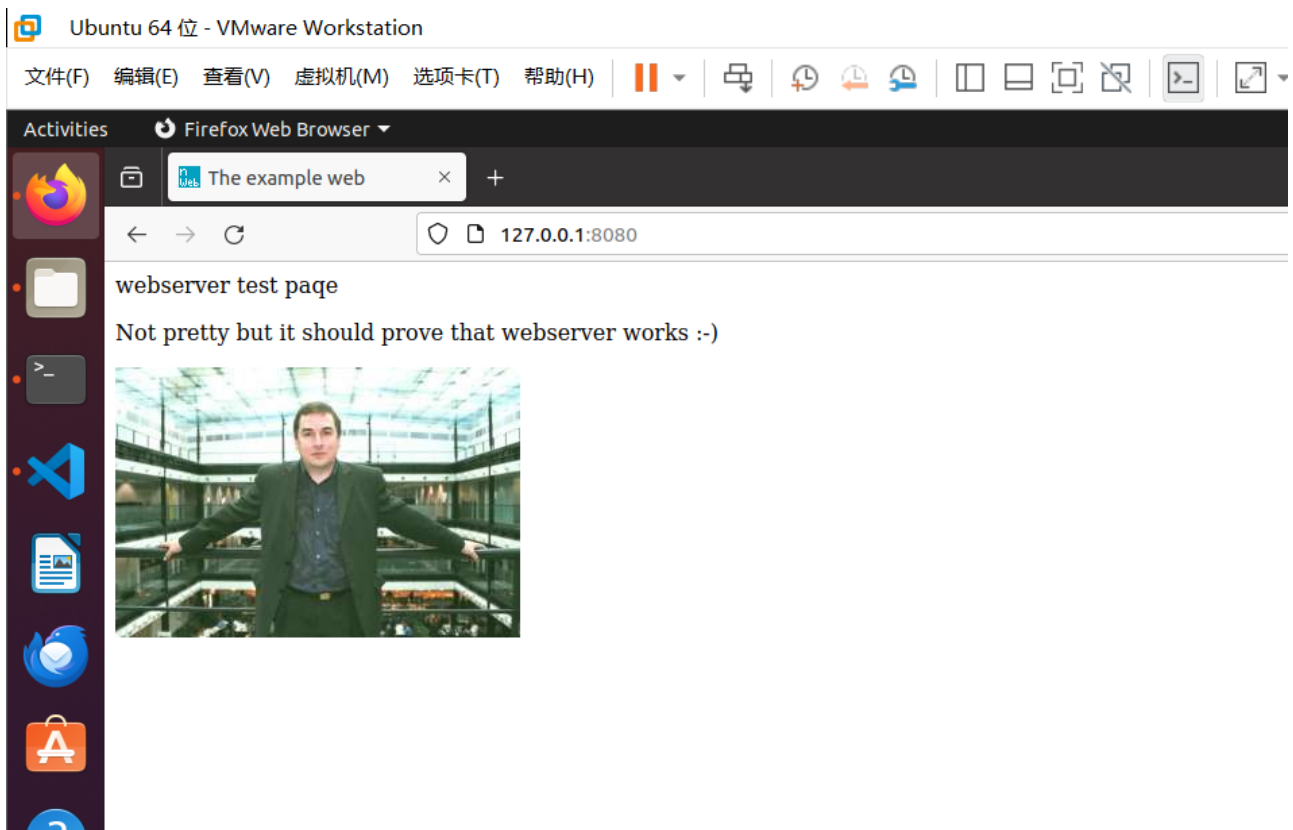 Ubuntu 64 位 - VMware Workstation
文件(F) 编辑(E) 查看(V) 虚拟机(M) 选项卡(T) 帮助(H)
Activities Firefox Web Browser
n
Web The example web
127.0.0.1:8080
webserver test paqe
Not pretty but it should prove that webserver works :-)